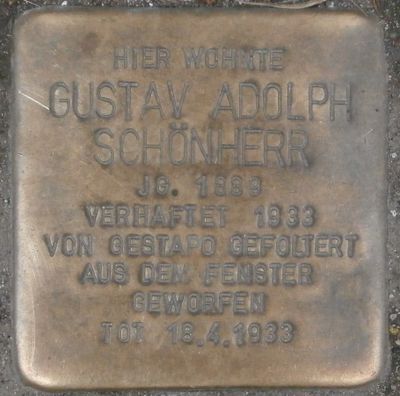 HIER WOHNTE
GUSTAV ADOLPH
SCHÖNHERR
JG. 1889
VERHAFTET 1933
VON GESTAPO GEFOLTERT
AUS DEM FENSTER
GEWORFEN
TOT 18.4.1933